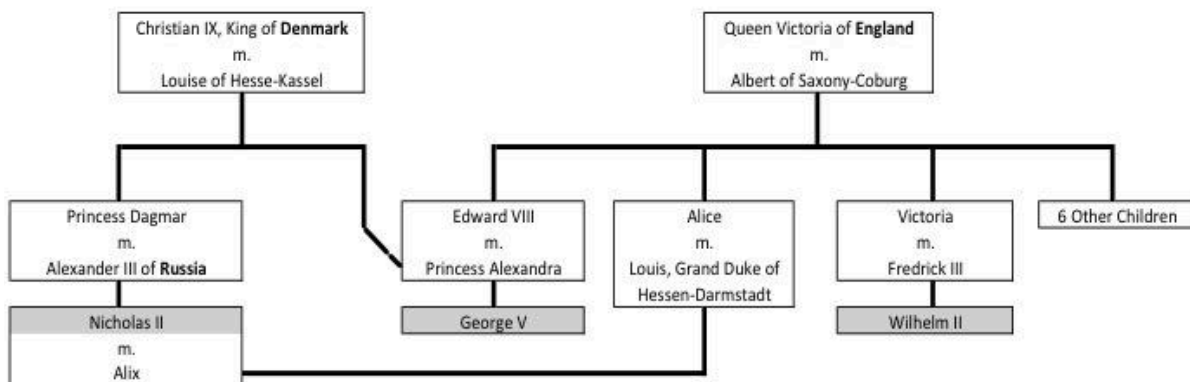 Christian IX, King of Denmark
m.
Louise of Hesse-Kassel
Queen Victoria of England
m.
Albert of Saxony-Coburg
Princess Dagmar
m.
Alexander III of Russia
Nicholas II
m.
Alix
Edward VIII
m.
Princess Alexandra
George V
Alice
m.
Louis, Grand Duke of
Hessen-Darmstadt
Victoria
m.
Fredrick III
Wilhelm II
6 Other Children